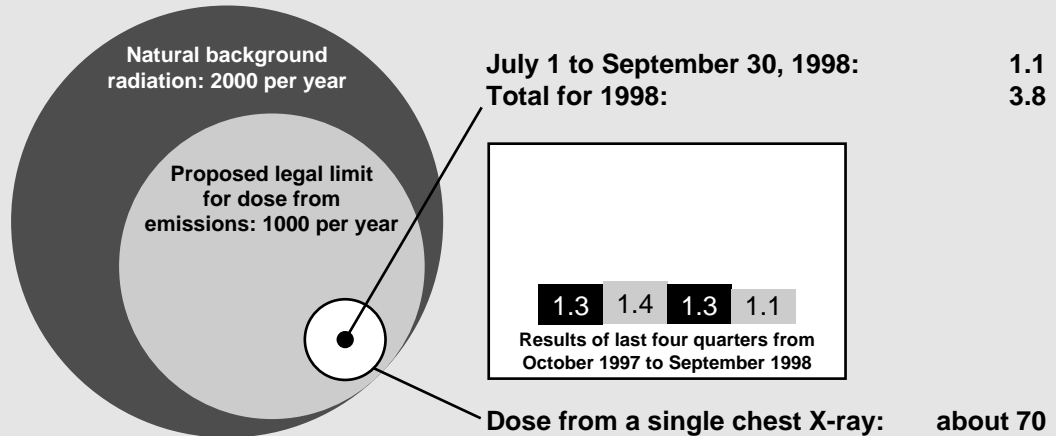 Natural background
radiation: 2000 per year
Proposed legal limit
for dose from
emissions: 1000 per year
July 1 to September 30, 1998: 1.1
Total for 1998: 3.8
1.3 1.4 1.3 1.1
Results of last four quarters from
October 1997 to September 1998
Dose from a single chest X-ray: about 70